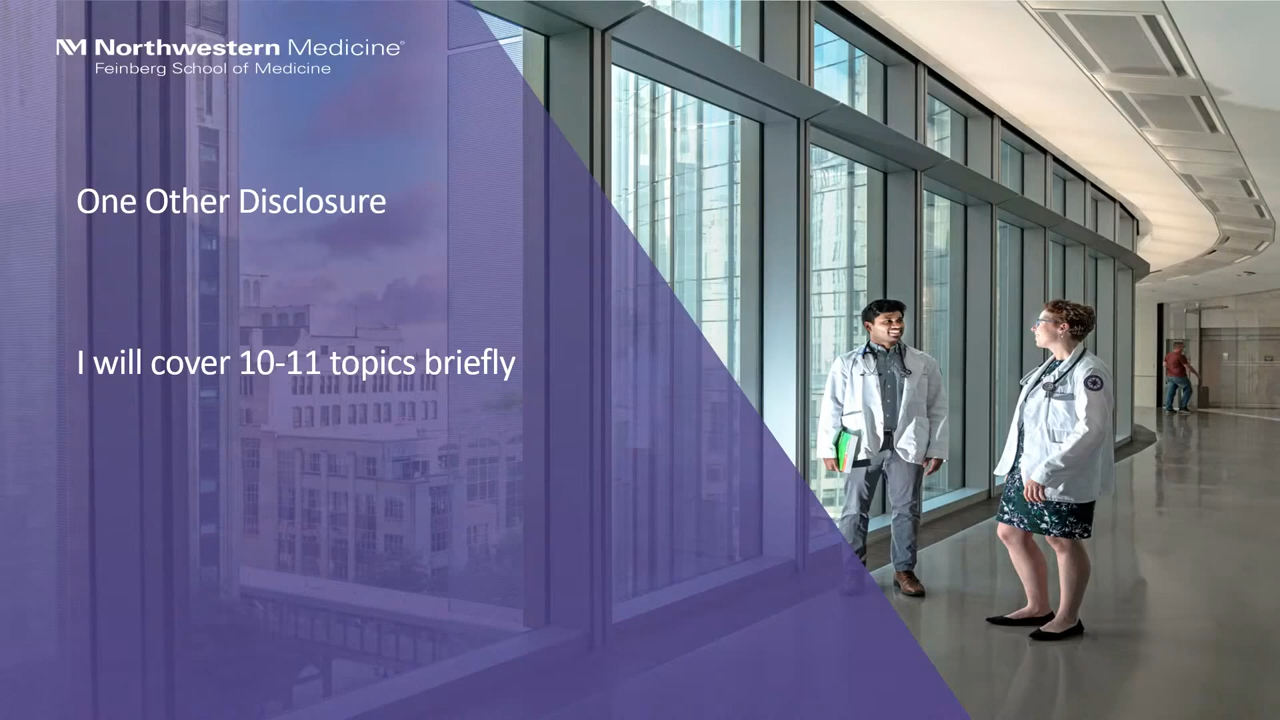 Northwestern Medicine®
Feinberg School of Medicine
One Other Disclosure
I will cover 10-11 topics briefly